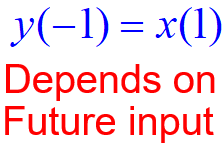 y(−1) = x(1)
Depends on
Future input